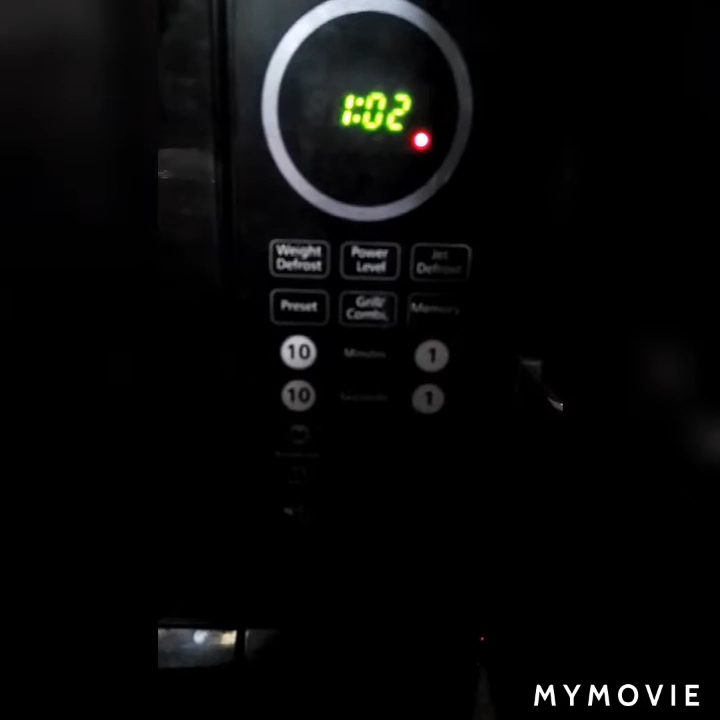 1:02
Weight Defrost
Power Level
Jet Defrost
Preset
Grill/ Combi.
Memory
10 Minutes 1
10 Seconds 1
MYMOVIE